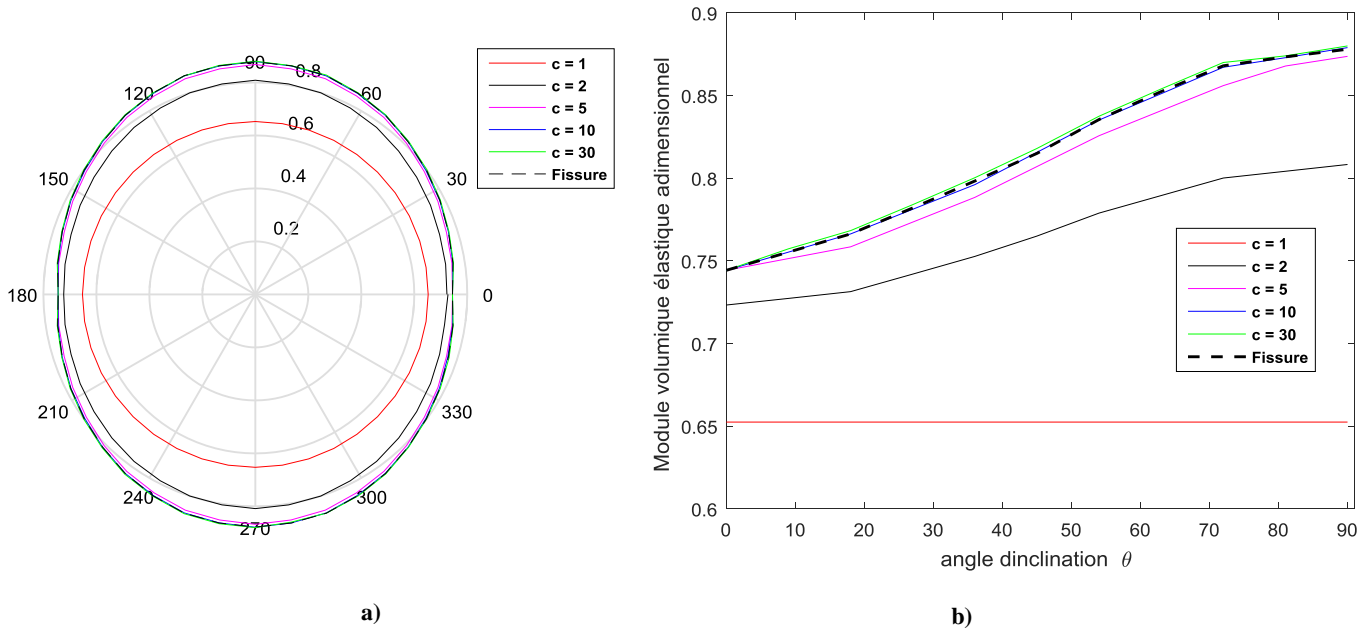 90
0.8
120
60
0.6
150
0.4
30
0.2
180
0
210
330
240
300
270
c = 1
c = 2
c = 5
c = 10
c = 30
Fissure
a)
Module volumique élastique adimensionnel
0.9
0.85
0.8
0.75
0.7
0.65
0.6
0 10 20 30 40 50 60 70 80 90
angle dinclination θ
c = 1
c = 2
c = 5
c = 10
c = 30
Fissure
b)